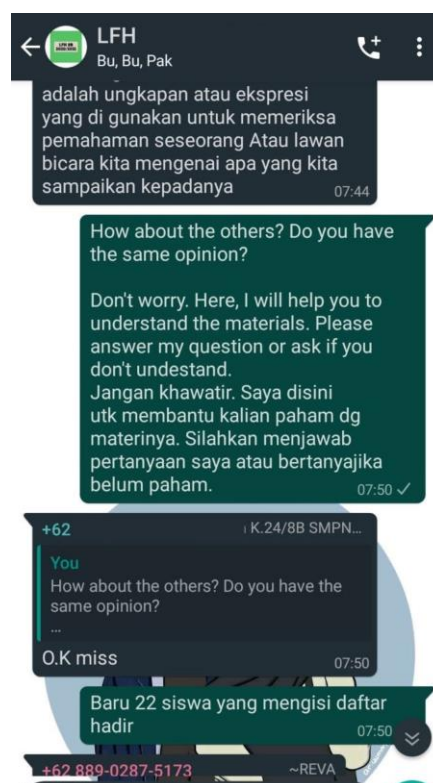 LFH
Bu, Bu, Pak
adalah ungkapan atau ekspresi
yang di gunakan untuk memeriksa
pemahaman seseorang Atau lawan
bicara kita mengenai apa yang kita
sampaikan kepadanya
07:44
How about the others? Do you have
the same opinion?
Don't worry. Here, I will help you to
understand the materials. Please
answer my question or ask if you
don't undestand.
Jangan khawatir. Saya disini
utk membantu kalian paham dg
materinya. Silahkan menjawab
pertanyaan saya atau bertanyajika
belum paham.
07:50
+62 K.24/8B SMPN...
You
How about the others? Do you have the
same opinion?
...
O.K miss
07:50
Baru 22 siswa yang mengisi daftar
hadir
07:50
+62 889-0287-5173 ~REVA